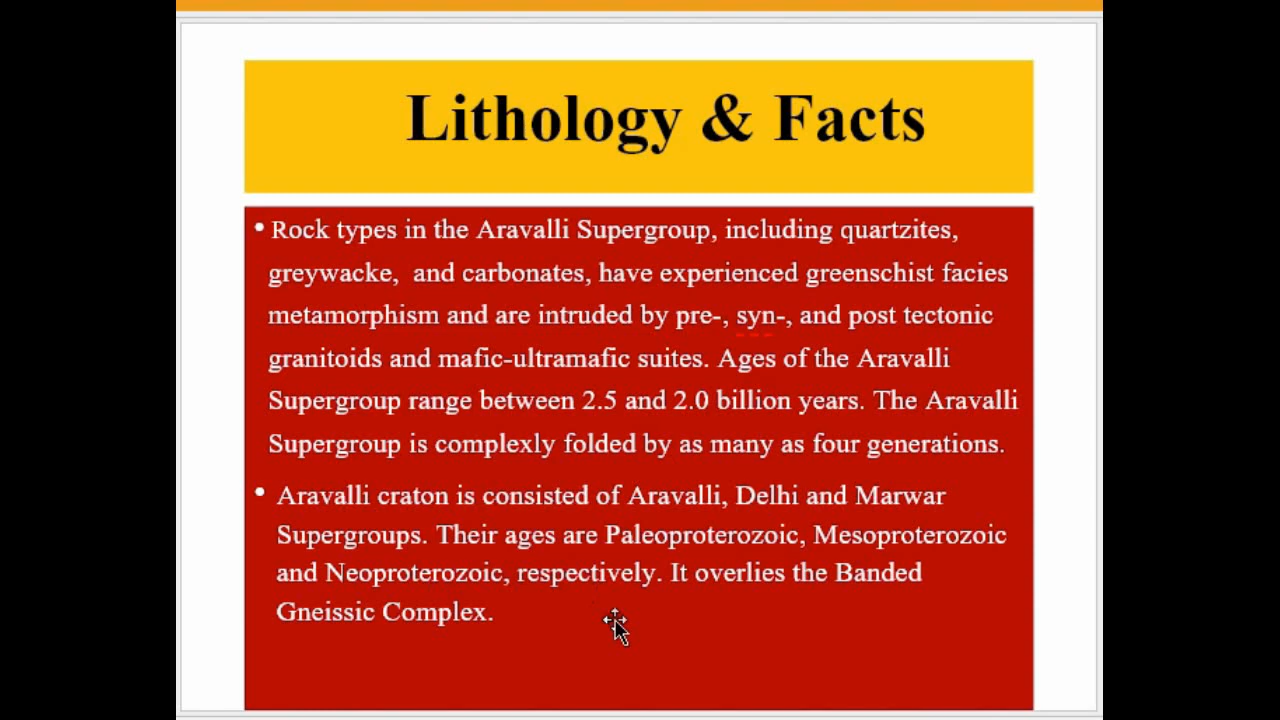 Lithology & Facts
• Rock types in the Aravalli Supergroup, including quartzites,
greywacke,  and carbonates, have experienced greenschist facies
metamorphism and are intruded by pre-, syn-, and post tectonic
granitoids and mafic-ultramafic suites. Ages of the Aravalli
Supergroup range between 2.5 and 2.0 billion years. The Aravalli
Supergroup is complexly folded by as many as four generations.
• Aravalli craton is consisted of Aravalli, Delhi and Marwar
Supergroups. Their ages are Paleoproterozoic, Mesoproterozoic
and Neoproterozoic, respectively. It overlies the Banded
Gneissic Complex.